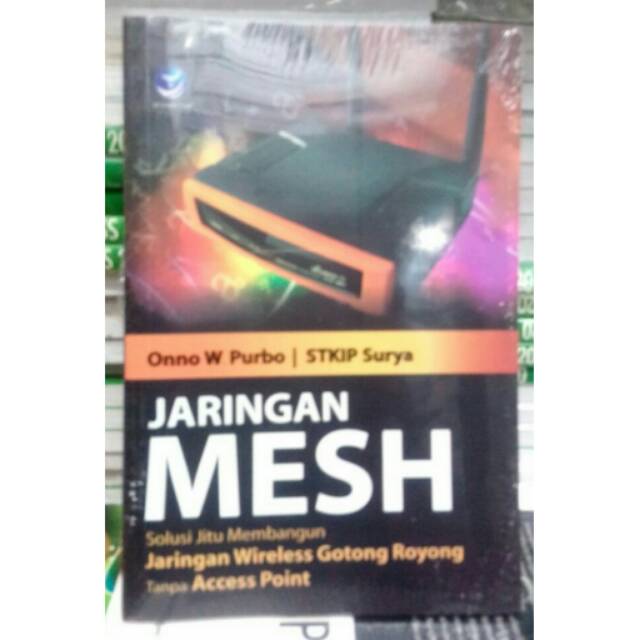 Onno W Purbo | STKIP Surya
JARINGAN
MESH
Solusi Jitu Membangun
Jaringan Wireless Gotong Royong
Tanpa Access Point